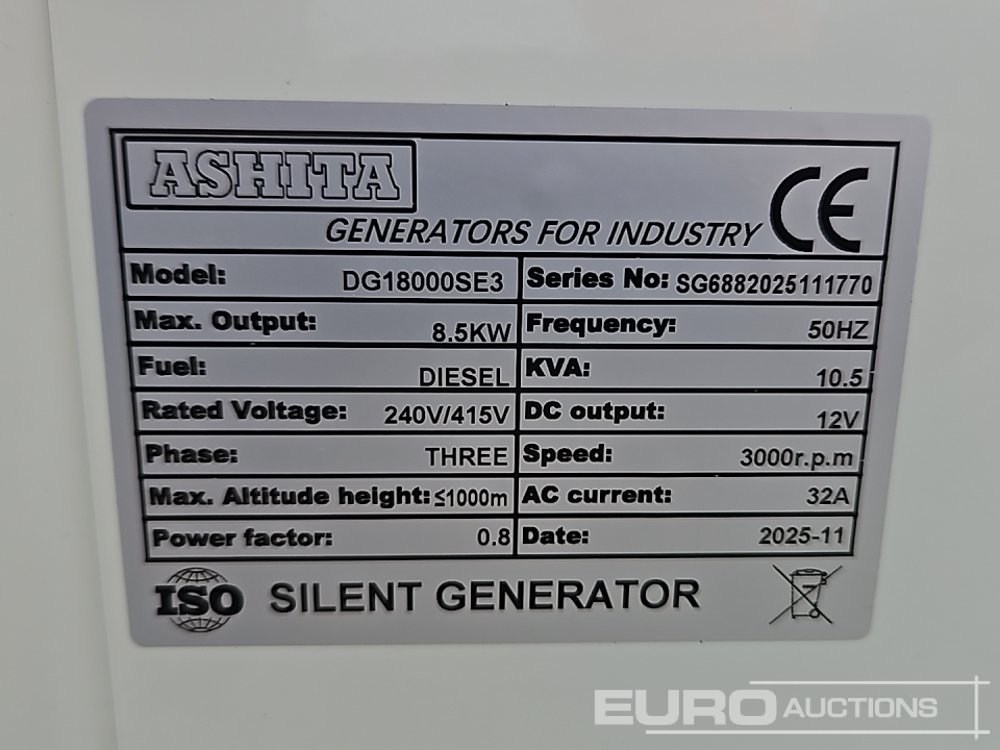 ASHITA
GENERATORS FOR INDUSTRY CE
Model: DG18000SE3 Series No: SG6882025111770
Max. Output: 8.5KW Frequency: 50HZ
Fuel: DIESEL KVA: 10.5
Rated Voltage: 240V/415V DC output: 12V
Phase: THREE Speed: 3000r.p.m
Max. Altitude height: ≤1000m AC current: 32A
Power factor: 0.8 Date: 2025-11
ISO SILENT GENERATOR
EURO AUCTIONS